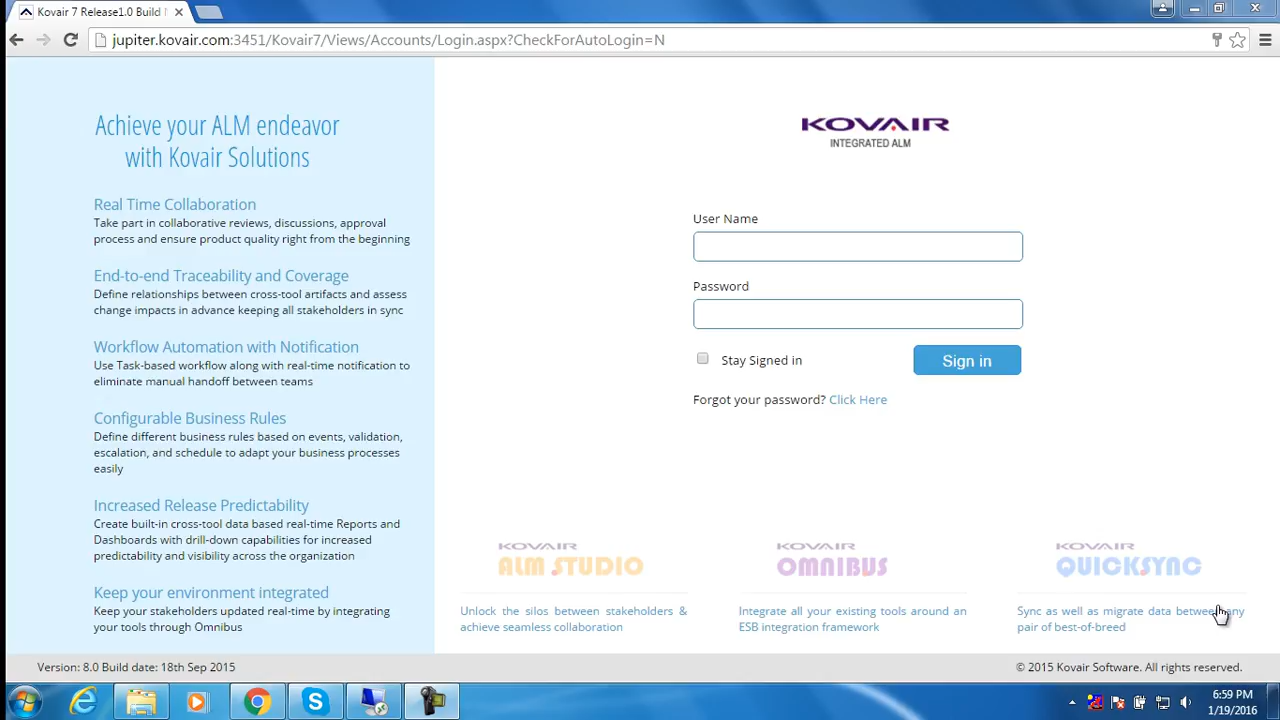 Kovair 7 Release1.0 Build
jupiter.kovair.com:3451/Kovair7/Views/Accounts/Login.aspx?CheckForAutoLogin=N
Achieve your ALM endeavor
with Kovair Solutions
Real Time Collaboration
Take part in collaborative reviews, discussions, approval
process and ensure product quality right from the beginning
End-to-end Traceability and Coverage
Define relationships between cross-tool artifacts and assess
change impacts in advance keeping all stakeholders in sync
Workflow Automation with Notification
Use Task-based workflow along with real-time notification to
eliminate manual handoff between teams
Configurable Business Rules
Define different business rules based on events, validation,
escalation, and schedule to adapt your business processes
easily
Increased Release Predictability
Create built-in cross-tool data based real-time Reports and
Dashboards with drill-down capabilities for increased
predictability and visibility across the organization
Keep your environment integrated
Keep your stakeholders updated real-time by integrating
your tools through Omnibus
KOVAIR
INTEGRATED ALM
User Name
Password
Stay Signed in
Sign in
Forgot your password? Click Here
KOVAIR
ALM STUDIO
Unlock the silos between stakeholders &
achieve seamless collaboration
KOVAIR
OMNIBUS
Integrate all your existing tools around an
ESB integration framework
KOVAIR
QUICKSYNC
Sync as well as migrate data between any
pair of best-of-breed
Version: 8.0 Build date: 18th Sep 2015
© 2015 Kovair Software. All rights reserved.
6:59 PM
1/19/2016